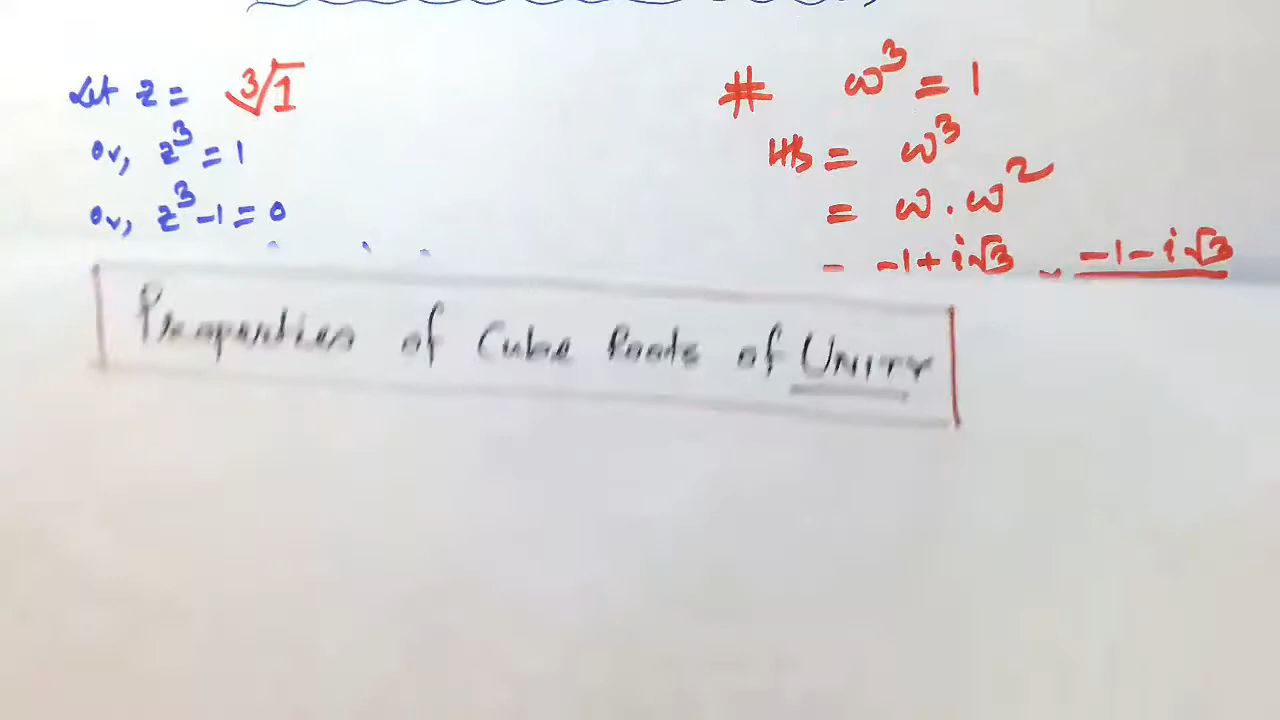 Let z = ∛1
or, z³ = 1
or, z³ - 1 = 0
# ω³ = 1
LHS = ω³
= ω . ω²
= -1 + i√3 -1 - i√3
Properties of Cube Roots of UNITY